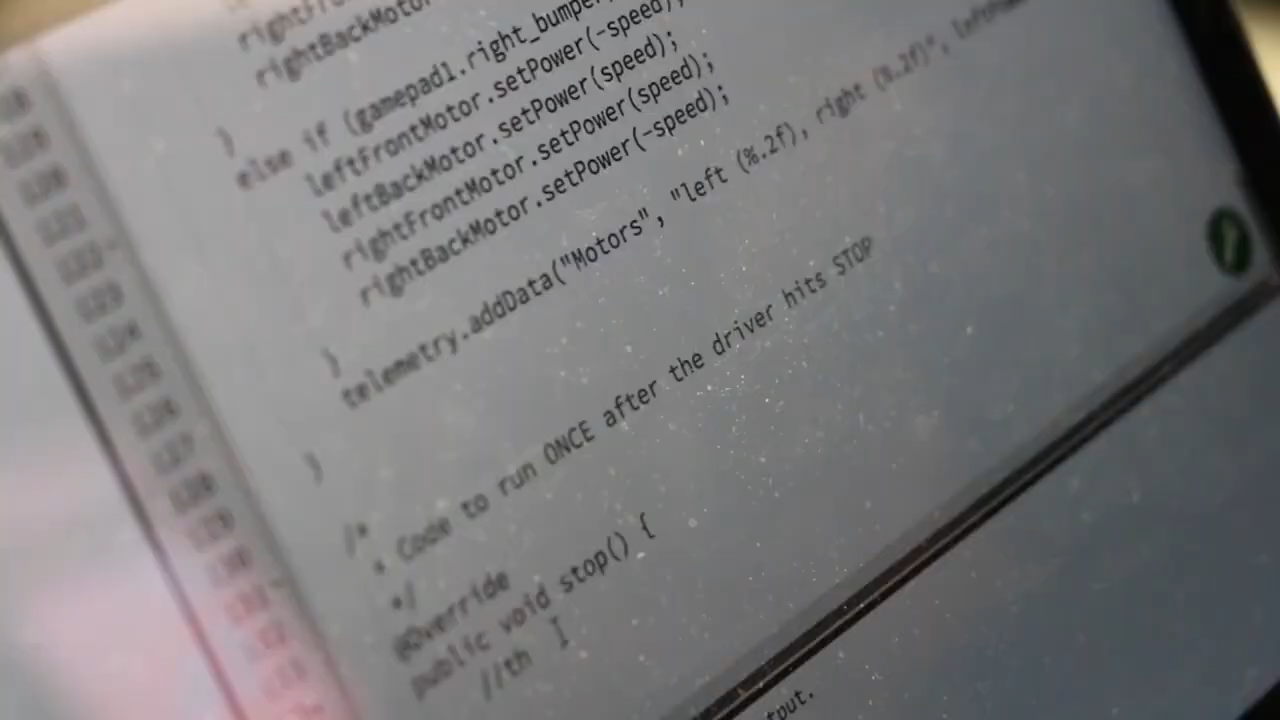 rightBackMotor
}
else if (gamepad1.right_bumper
leftFrontMotor.setPower(-speed);
leftBackMotor.setPower(speed);
rightFrontMotor.setPower(speed);
rightBackMotor.setPower(-speed);
}
telemetry.addData("Motors", "left (%.2f), right (%.2f)",
}
/*
* Code to run ONCE after the driver hits STOP
*/
@Override
public void stop() {
//th